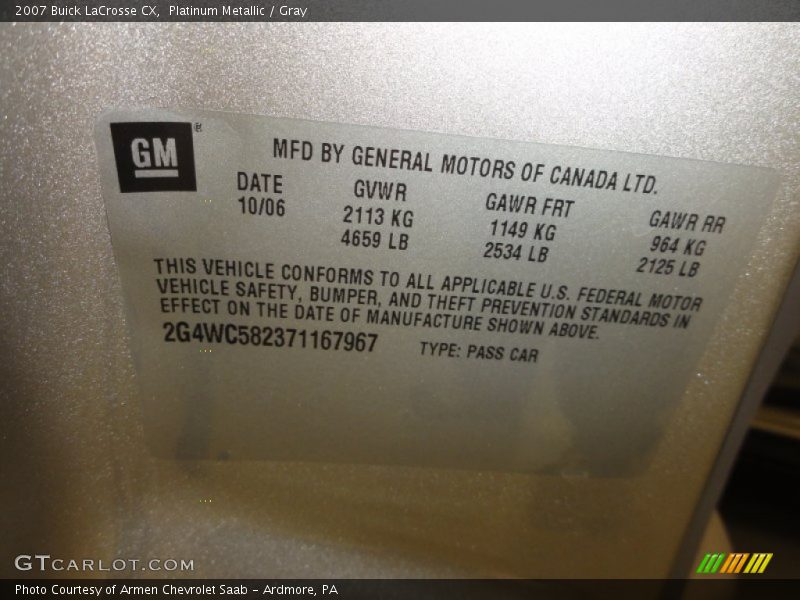 2007 Buick LaCrosse CX, Platinum Metallic / Gray
GM®
MFD BY GENERAL MOTORS OF CANADA LTD.
DATE GVWR GAWR FRT GAWR RR
10/06 2113 KG 1149 KG 964 KG
4659 LB 2534 LB 2125 LB
THIS VEHICLE CONFORMS TO ALL APPLICABLE U.S. FEDERAL MOTOR
VEHICLE SAFETY, BUMPER, AND THEFT PREVENTION STANDARDS IN
EFFECT ON THE DATE OF MANUFACTURE SHOWN ABOVE.
2G4WC582371167967 TYPE: PASS CAR
GTCARLOT.COM
Photo Courtesy of Armen Chevrolet Saab - Ardmore, PA